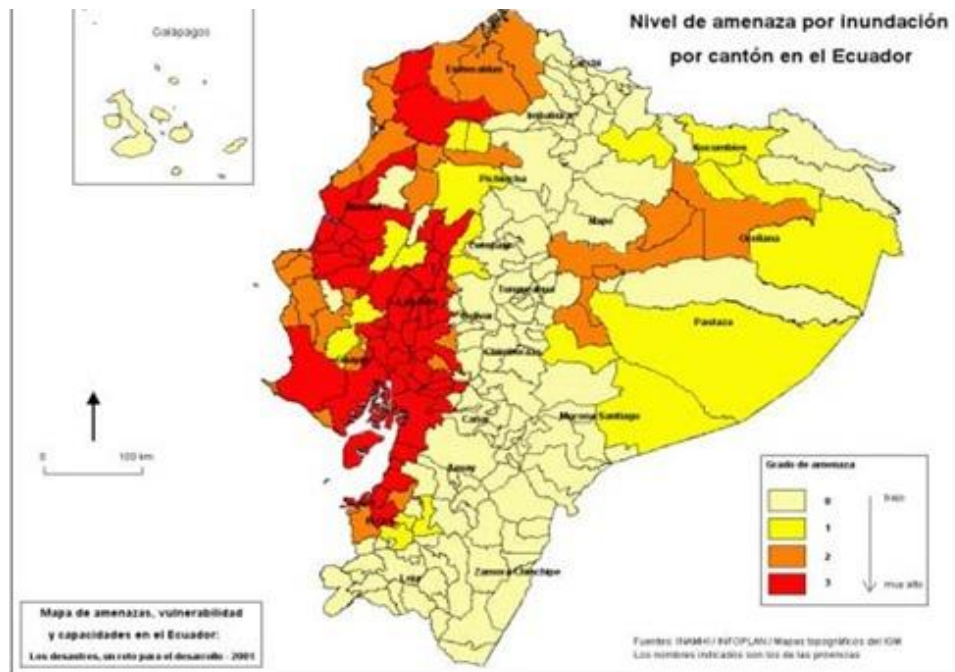 Galápagos
Nivel de amenaza por inundación
por cantón en el Ecuador
Carchi
Esmeraldas
Imbabura
Sucumbios
Pichincha
Manabí
Napo
Orellana
Cotopaxi
Tungurahua
Los Ríos
Bolívar
Pastaza
Guayas
Chimborazo
Morona Santiago
Cañar
Azuay
Zamora Chinchipe
Loja
0
100 km
Grado de amenaza
0
bajo
1
2
3
muy alto
Mapa de amenazas, vulnerabilidad
y capacidades en el Ecuador:
Los desastres, un reto para el desarrollo - 2001
Fuentes: INAMHI / INFOPLAN / Mapas topográficos del IGM
Los nombres indicados son los de las provincias